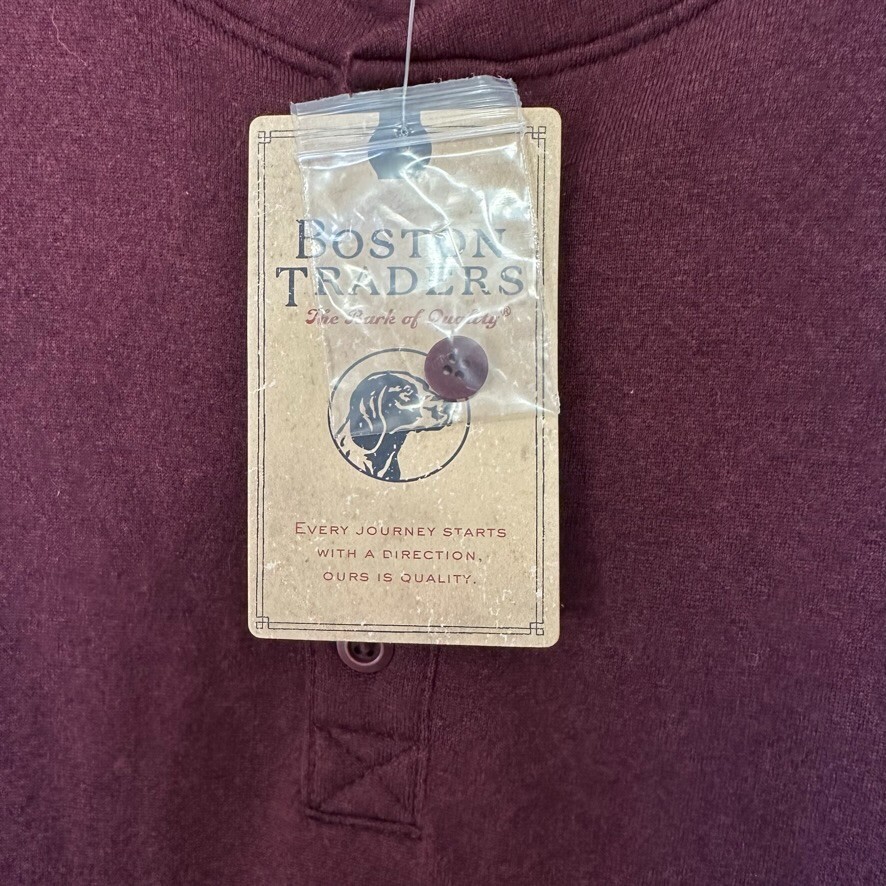 BOSTON
TRADERS
The Bark of Quality®
EVERY JOURNEY STARTS
WITH A DIRECTION,
OURS IS QUALITY.